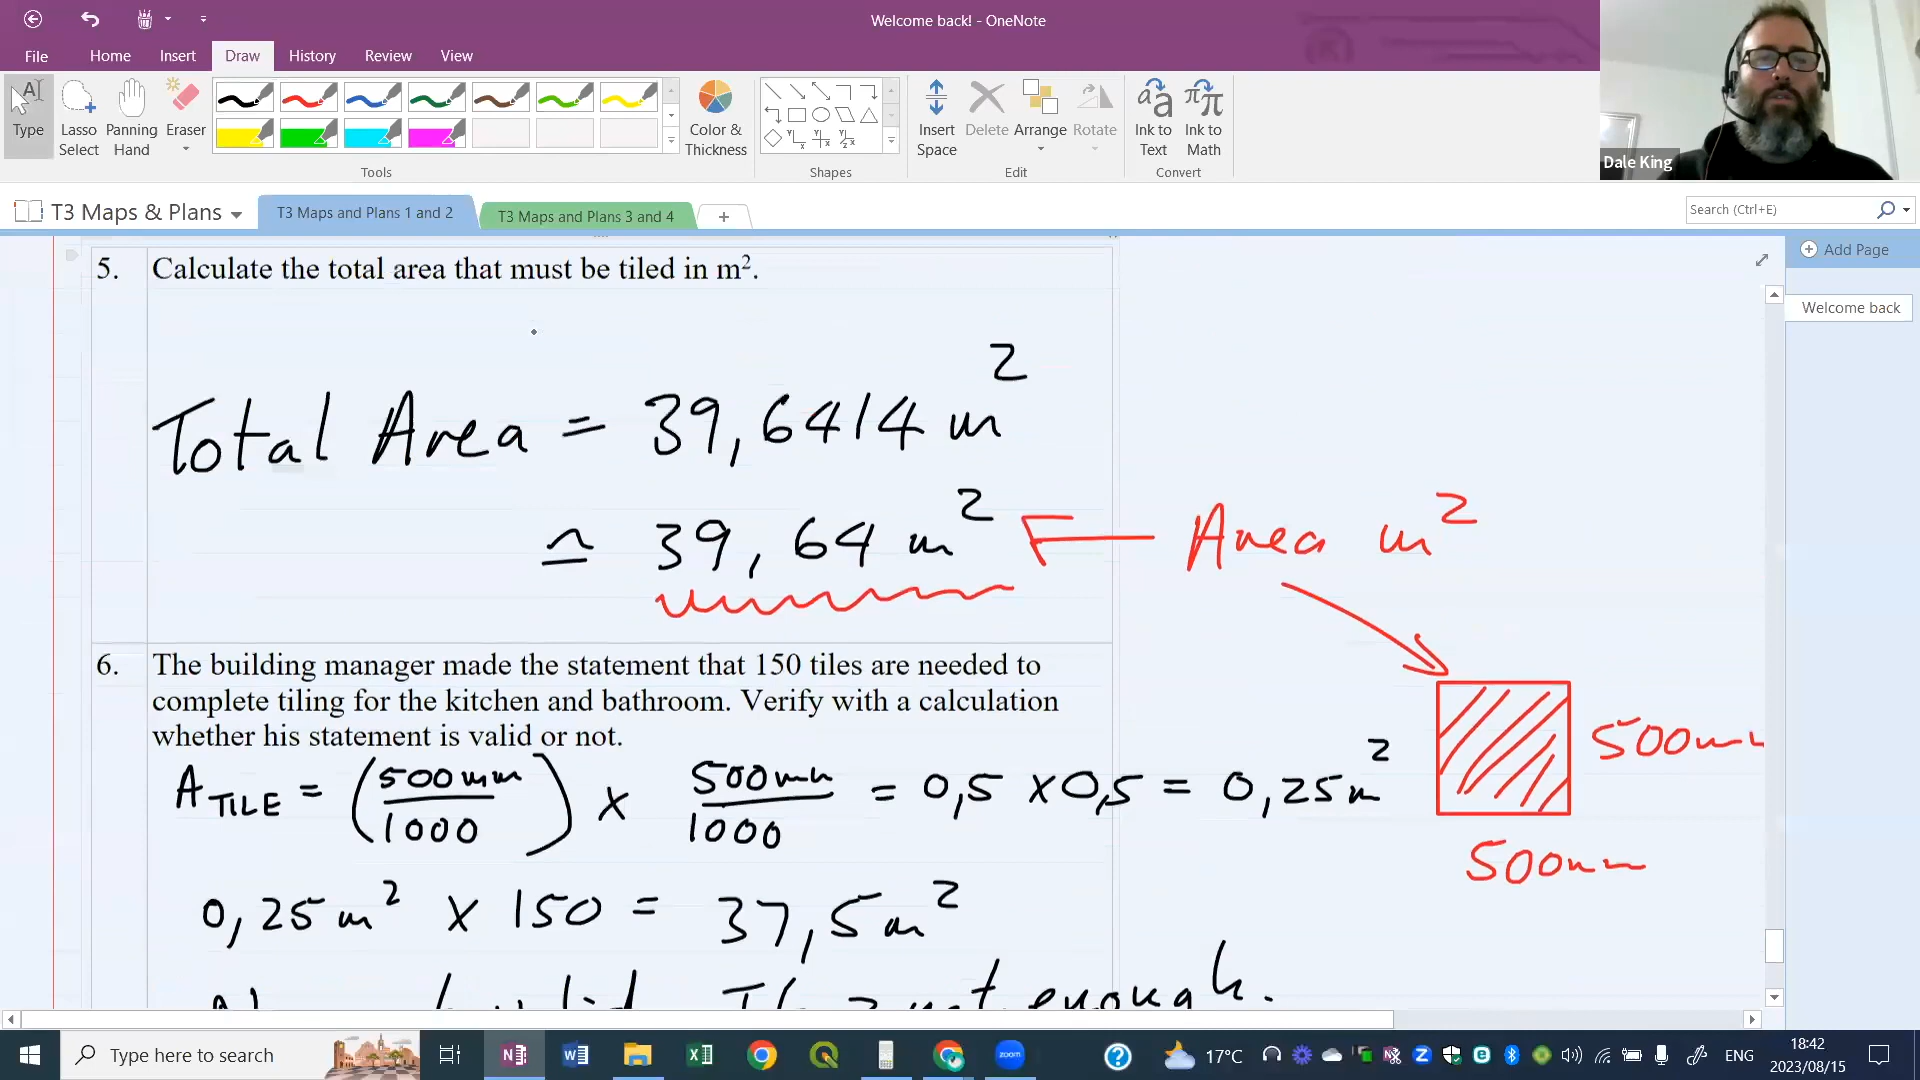 Welcome back! - OneNote
File Home Insert Draw History Review View
Type
Lasso Select
Panning Hand
Eraser
Color & Thickness
Insert Space
Delete
Arrange
Rotate
Ink to Text
Ink to Math
Tools
Shapes
Edit
Convert
Dale King
T3 Maps & Plans
T3 Maps and Plans 1 and 2
T3 Maps and Plans 3 and 4
Search (Ctrl+E)
Add Page
Welcome back
5. Calculate the total area that must be tiled in m².
Total Area = 39,6414 m²
≃ 39,64 m²
Area m²
6. The building manager made the statement that 150 tiles are needed to
complete tiling for the kitchen and bathroom. Verify with a calculation
whether his statement is valid or not.
A TILE = (500mm/1000) x 500mm/1000 = 0,5 x 0,5 = 0,25m²
500mm
500mm
0,25m² x 150 = 37,5m²
enough.
Type here to search
zoom
17°C
ENG
18:42
2023/08/15